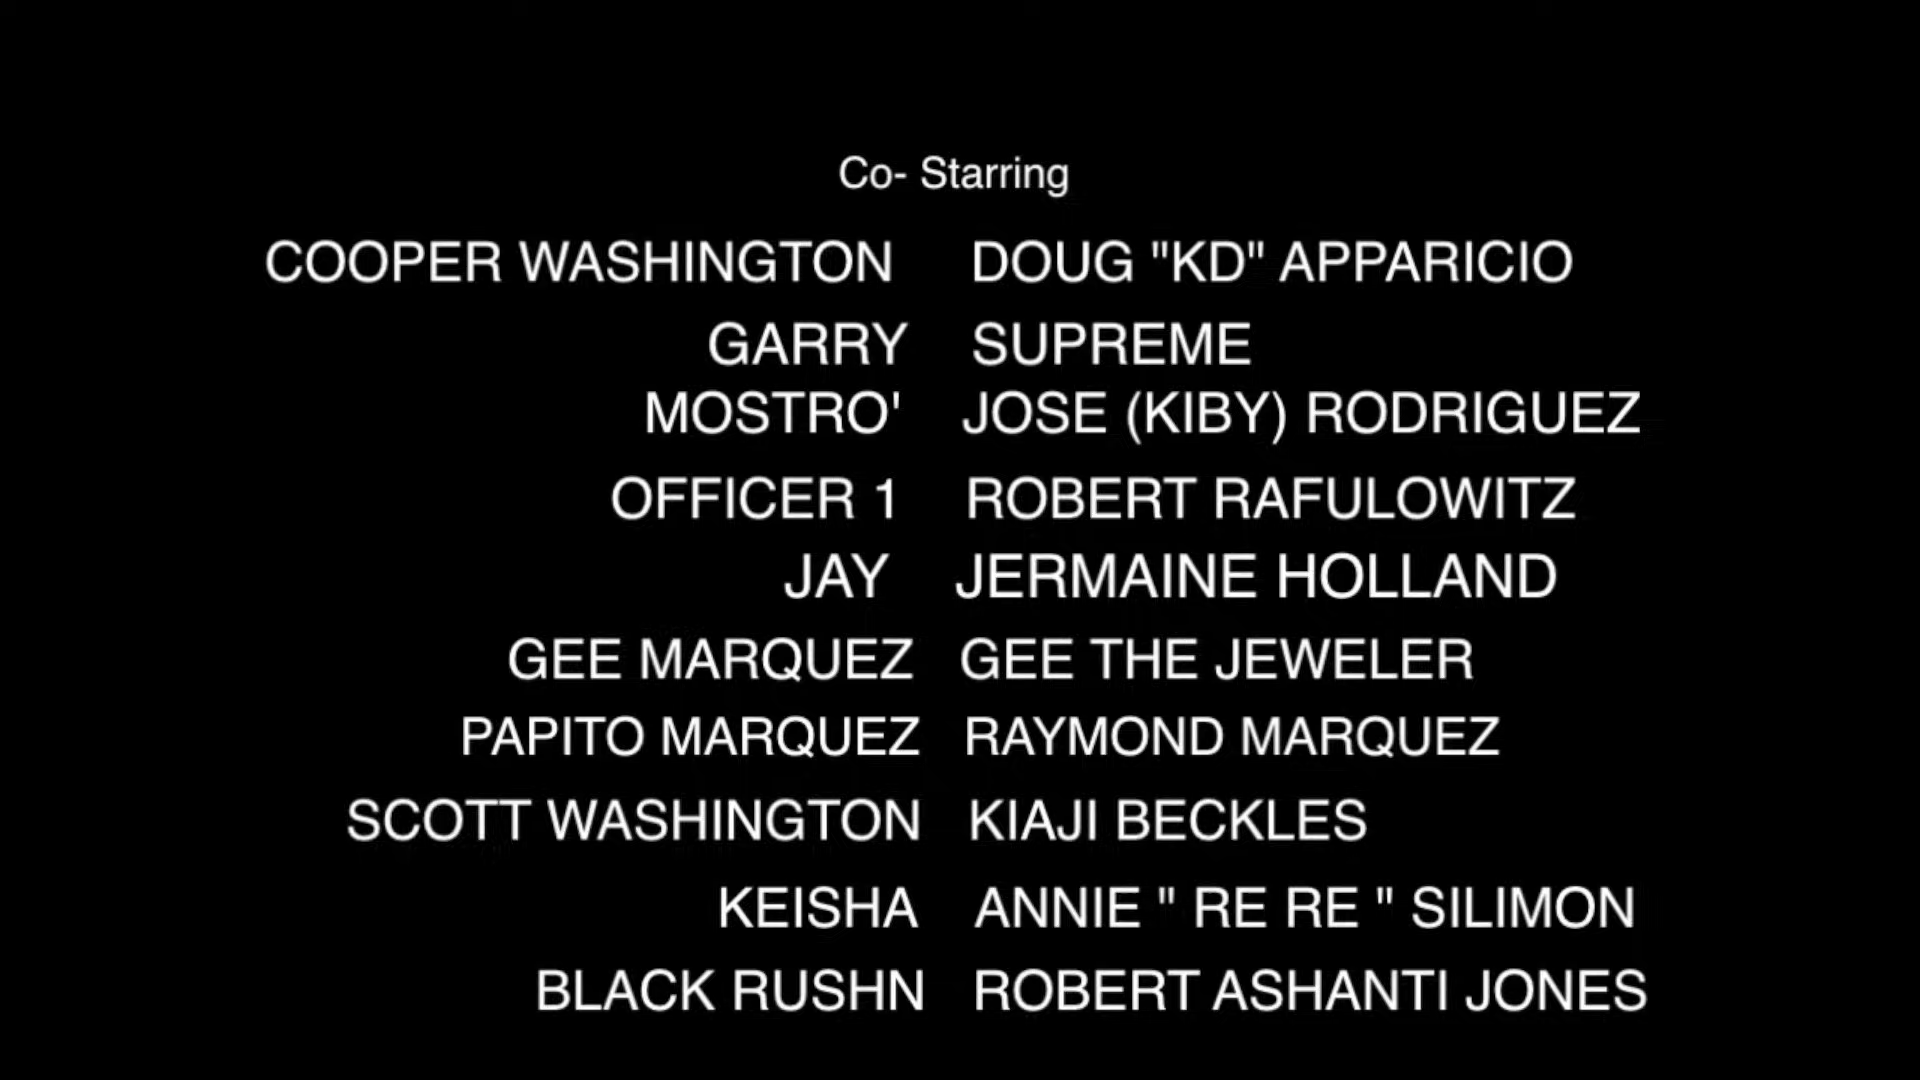 Co- Starring
COOPER WASHINGTON DOUG "KD" APPARICIO
GARRY SUPREME
MOSTRO' JOSE (KIBY) RODRIGUEZ
OFFICER 1 ROBERT RAFULOWITZ
JAY JERMAINE HOLLAND
GEE MARQUEZ GEE THE JEWELER
PAPITO MARQUEZ RAYMOND MARQUEZ
SCOTT WASHINGTON KIAJI BECKLES
KEISHA ANNIE " RE RE " SILIMON
BLACK RUSHN ROBERT ASHANTI JONES